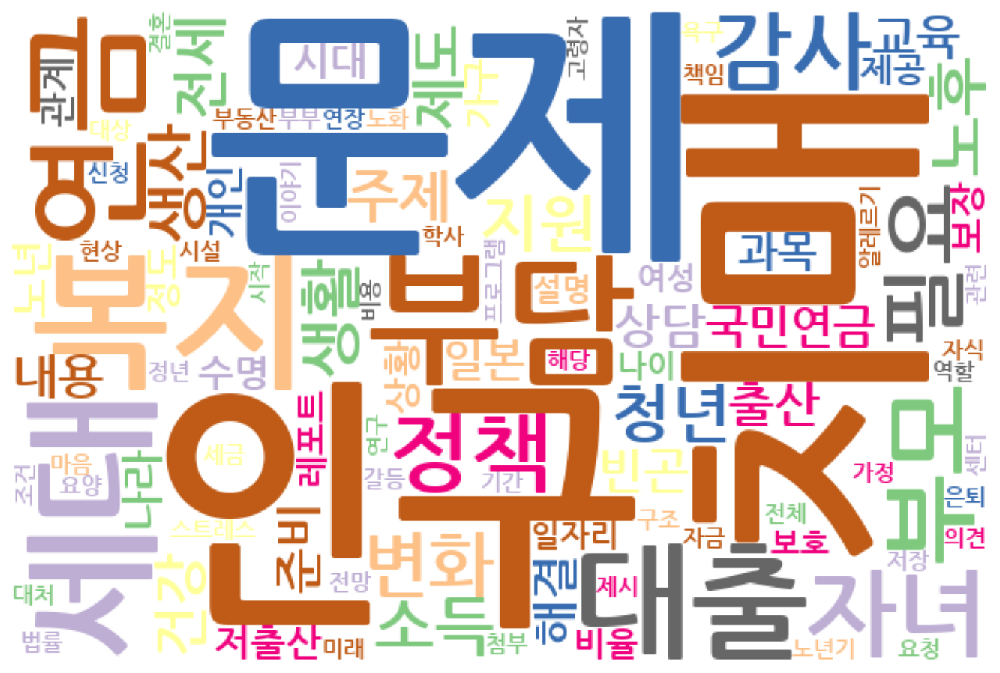 결혼
연금
관계
전세
문제
시대
제도
가구
고령자
욕구
감사
교육
책임
제공
노후
대상
부동산
부부
연장
노화
신청
생산
개인
이야기
주제
지원
몸
알레르기
필요
보장
노년
현상
정도
시설
복지
시작
생활
비용
학사
프로그램
부담
설명
여성
과목
관련
상담
국민연금
내용
정년
수명
상황
일본
해당
나이
자식
역할
세대
마음
요양
조건
나라
인구
세금
레포트
연구
갈등
정책
기간
청년
출산
빈곤
직
부모
센터
가정
은퇴
의견
스트레스
준비
변화
일자리
구조
자금
전체
보호
저장
대처
건강
전망
소득
해결
제시
대출
자녀
법률
저출산
미래
첨부
비율
노년기
요청